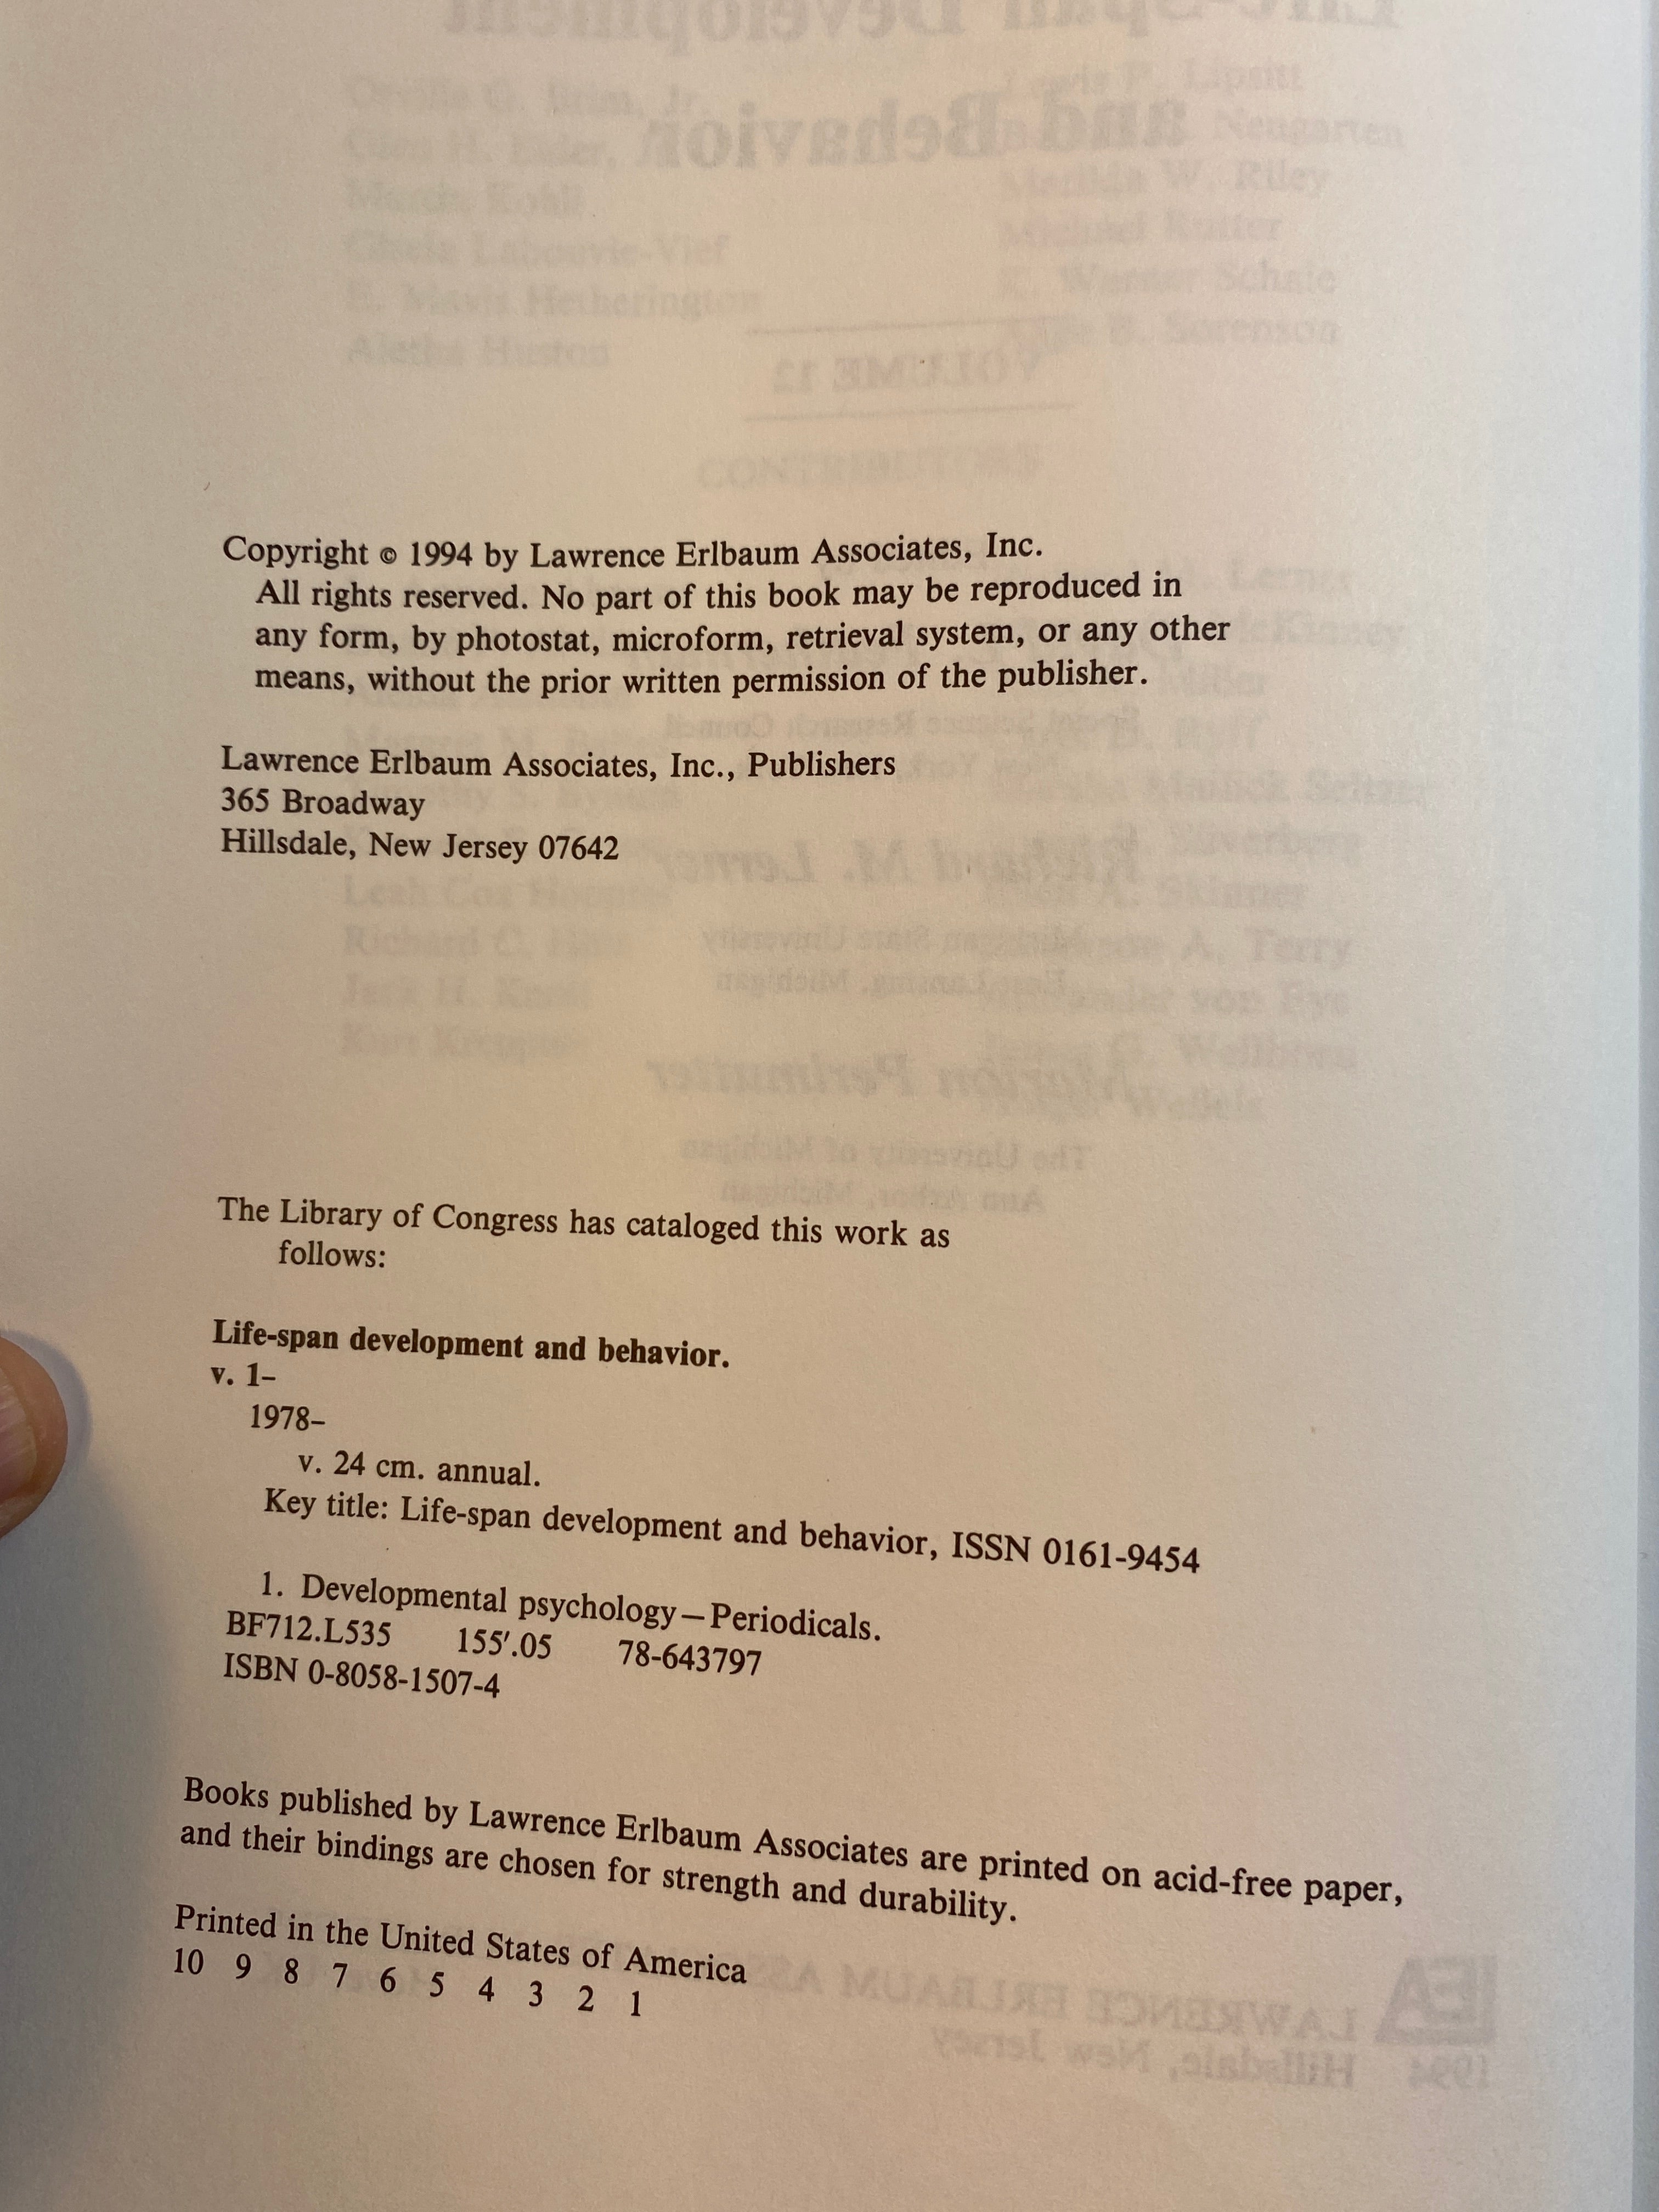 Copyright © 1994 by Lawrence Erlbaum Associates, Inc.
All rights reserved. No part of this book may be reproduced in
any form, by photostat, microform, retrieval system, or any other
means, without the prior written permission of the publisher.
Lawrence Erlbaum Associates, Inc., Publishers
365 Broadway
Hillsdale, New Jersey 07642
The Library of Congress has cataloged this work as
follows:
Life-span development and behavior.
v. 1–
1978–
v. 24 cm. annual.
Key title: Life-span development and behavior, ISSN 0161-9454
1. Developmental psychology—Periodicals.
BF712.L535 155′.05 78-643797
ISBN 0-8058-1507-4
Books published by Lawrence Erlbaum Associates are printed on acid-free paper,
and their bindings are chosen for strength and durability.
Printed in the United States of America
10 9 8 7 6 5 4 3 2 1